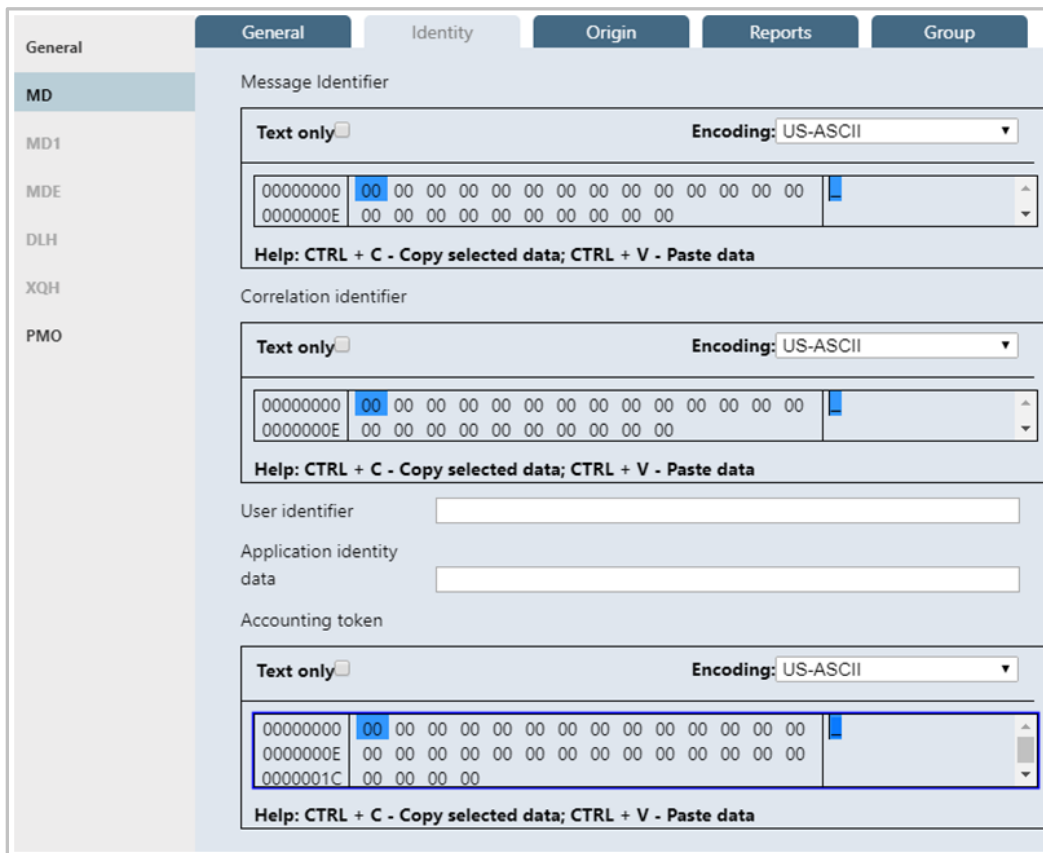 General
MD
MD1
MDE
DLH
XQH
PMO
General Identity Origin Reports Group
Message Identifier
Text only Encoding: US-ASCII
00000000 00 00 00 00 00 00 00 00 00 00 00 00 00 00 _
0000000E 00 00 00 00 00 00 00 00 00 00
Help: CTRL + C - Copy selected data; CTRL + V - Paste data
Correlation identifier
Text only Encoding: US-ASCII
00000000 00 00 00 00 00 00 00 00 00 00 00 00 00 00 _
0000000E 00 00 00 00 00 00 00 00 00 00
Help: CTRL + C - Copy selected data; CTRL + V - Paste data
User identifier
Application identity
data
Accounting token
Text only Encoding: US-ASCII
00000000 00 00 00 00 00 00 00 00 00 00 00 00 00 00 _
0000000E 00 00 00 00 00 00 00 00 00 00 00 00 00 00
0000001C 00 00 00 00
Help: CTRL + C - Copy selected data; CTRL + V - Paste data